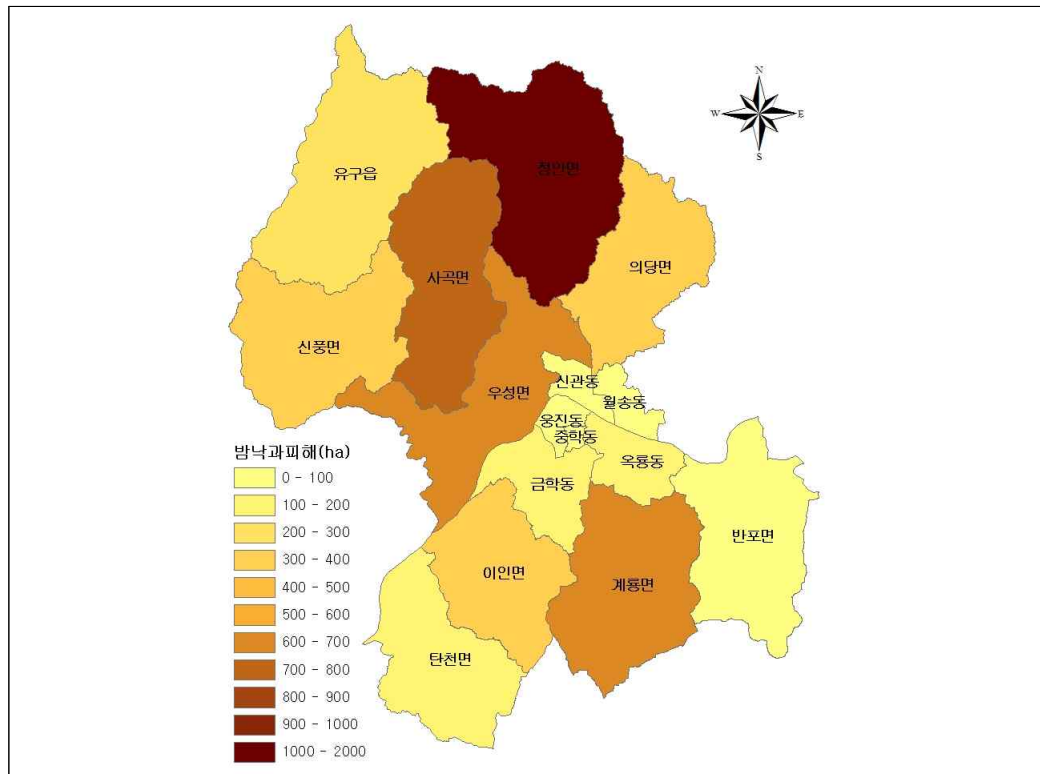 N
W E
S
유구읍
정안면
의당면
사곡면
신풍면
우성면
신관동
월송동
웅진동
중학동
옥룡동
금학동
반포면
이인면
계룡면
탄천면
밤낙과피해(ha)
0 - 100
100 - 200
200 - 300
300 - 400
400 - 500
500 - 600
600 - 700
700 - 800
800 - 900
900 - 1000
1000 - 2000